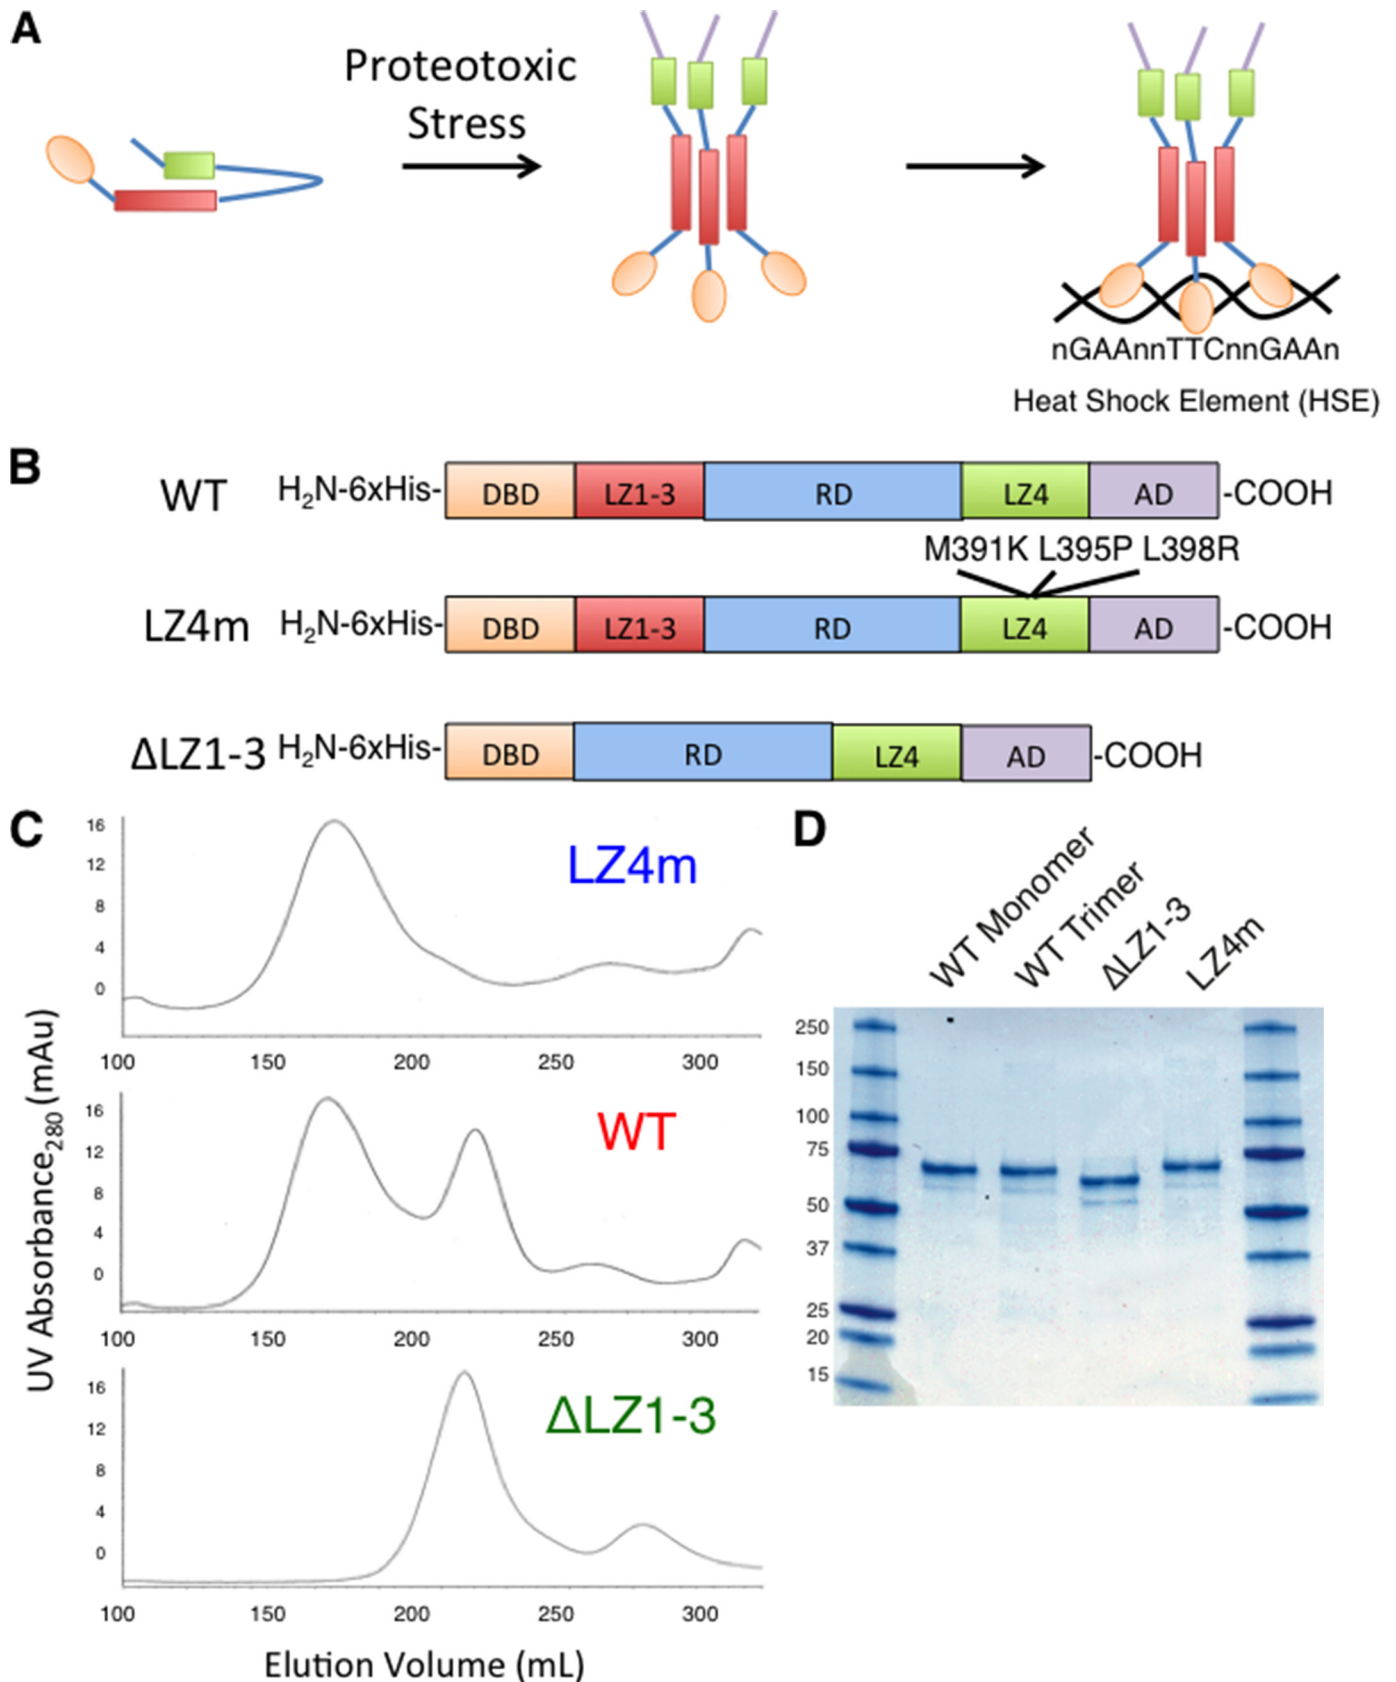 A
Proteotoxic
Stress
nGAAnnTTCnnGAAn
Heat Shock Element (HSE)
B
WT H2N-6xHis- DBD LZ1-3 RD LZ4 AD -COOH
M391K L395P L398R
LZ4m H2N-6xHis- DBD LZ1-3 RD LZ4 AD -COOH
ΔLZ1-3 H2N-6xHis- DBD RD LZ4 AD -COOH
C
UV Absorbance280 (mAu)
LZ4m
16
12
8
4
0
100 150 200 250 300
WT
16
12
8
4
0
100 150 200 250 300
ΔLZ1-3
16
12
8
4
0
100 150 200 250 300
Elution Volume (mL)
D
WT Monomer
WT Trimer
ΔLZ1-3
LZ4m
250
150
100
75
50
37
25
20
15